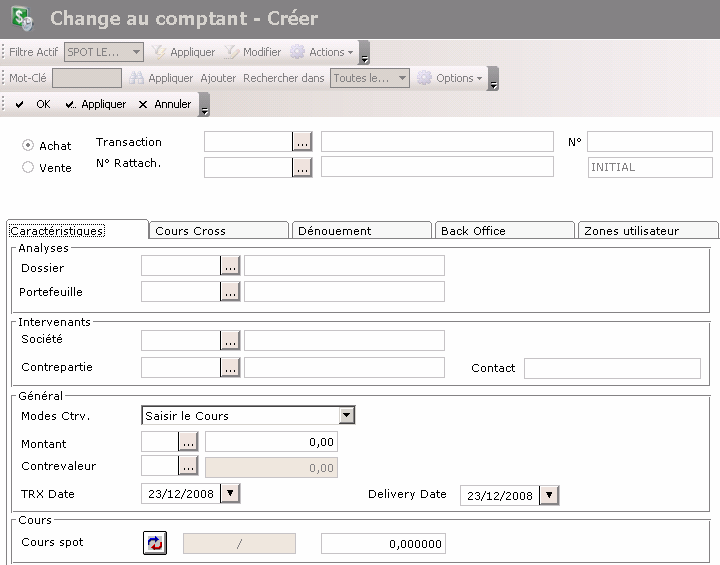 Change au comptant - Créer
Filtre Actif SPOT LE... Appliquer Modifier Actions
Mot-Clé Appliquer Ajouter Rechercher dans Toutes le... Options
OK Appliquer Annuler
Achat Transaction ... N°
Vente N° Rattach. ... INITIAL
Caractéristiques Cours Cross Dénouement Back Office Zones utilisateur
Analyses
Dossier ...
Portefeuille ...
Intervenants
Société ...
Contrepartie ... Contact
Général
Modes Ctrv. Saisir le Cours
Montant ... 0,00
Contrevaleur ... 0,00
TRX Date 23/12/2008 Delivery Date 23/12/2008
Cours
Cours spot / 0,000000